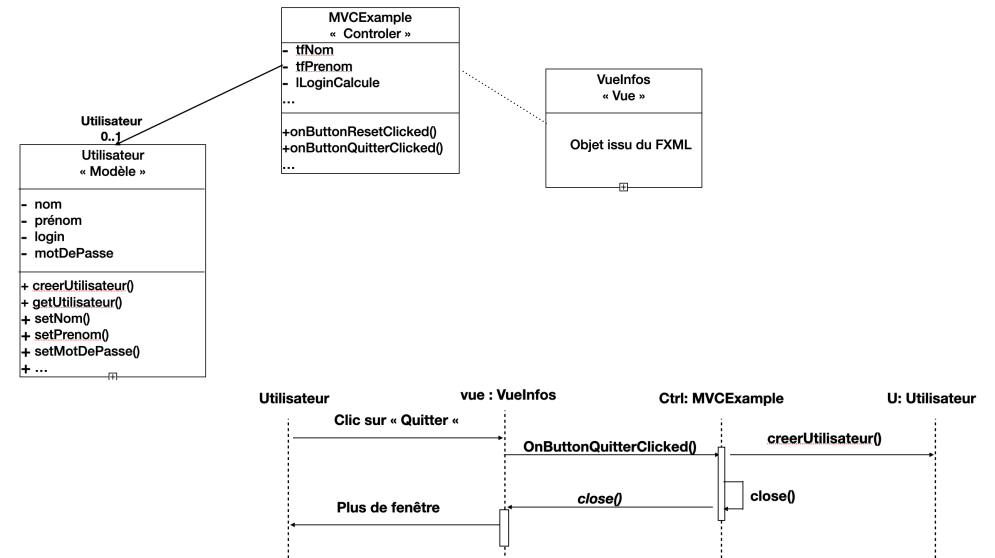 MVCExample
« Controler »
- tfNom
- tfPrenom
- lLoginCalcule
...
+onButtonResetClicked()
+onButtonQuitterClicked()
...
VueInfos
« Vue »
Objet issu du FXML
Utilisateur
0..1
Utilisateur
« Modèle »
- nom
- prénom
- login
- motDePasse
+ creerUtilisateur()
+ getUtilisateur()
+ setNom()
+ setPrenom()
+ setMotDePasse()
+ ...
Utilisateur
vue : VueInfos
Ctrl: MVCExample
U: Utilisateur
Clic sur « Quitter «
OnButtonQuitterClicked()
creerUtilisateur()
close()
close()
Plus de fenêtre